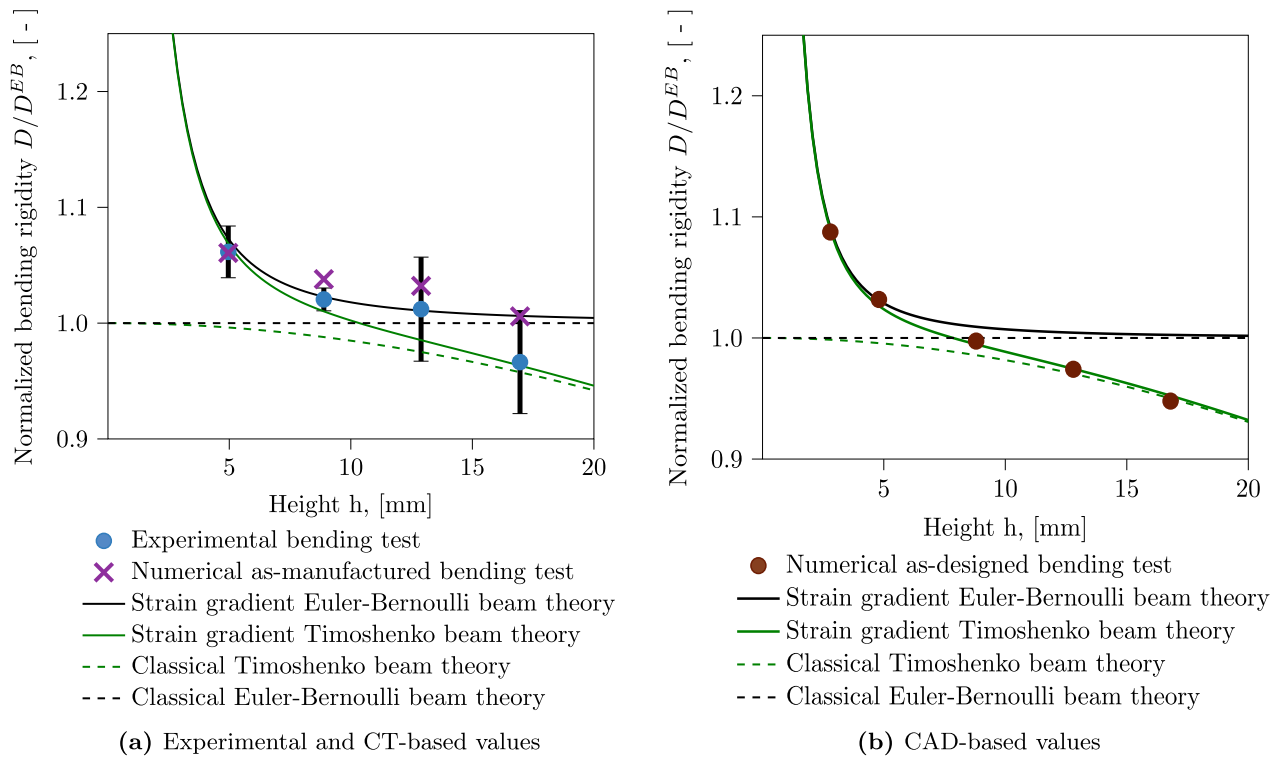 Normalized bending rigidity D/D^{EB}, [ - ]
1.2
1.1
1.0
0.9
5
10
15
20
Height h, [mm]
Experimental bending test
Numerical as-manufactured bending test
Strain gradient Euler-Bernoulli beam theory
Strain gradient Timoshenko beam theory
Classical Timoshenko beam theory
Classical Euler-Bernoulli beam theory
(a) Experimental and CT-based values
Normalized bending rigidity D/D^{EB}, [ - ]
1.2
1.1
1.0
0.9
5
10
15
20
Height h, [mm]
Numerical as-designed bending test
Strain gradient Euler-Bernoulli beam theory
Strain gradient Timoshenko beam theory
Classical Timoshenko beam theory
Classical Euler-Bernoulli beam theory
(b) CAD-based values